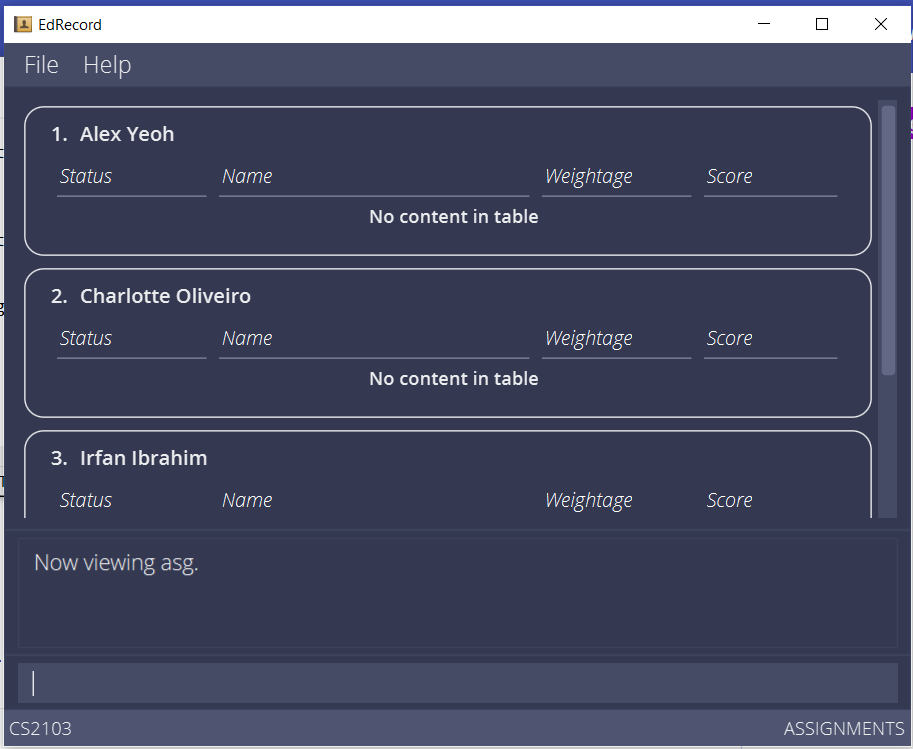 EdRecord
File Help
1. Alex Yeoh
Status Name Weightage Score
No content in table
2. Charlotte Oliveiro
Status Name Weightage Score
No content in table
3. Irfan Ibrahim
Status Name Weightage Score
Now viewing asg.
CS2103 ASSIGNMENTS